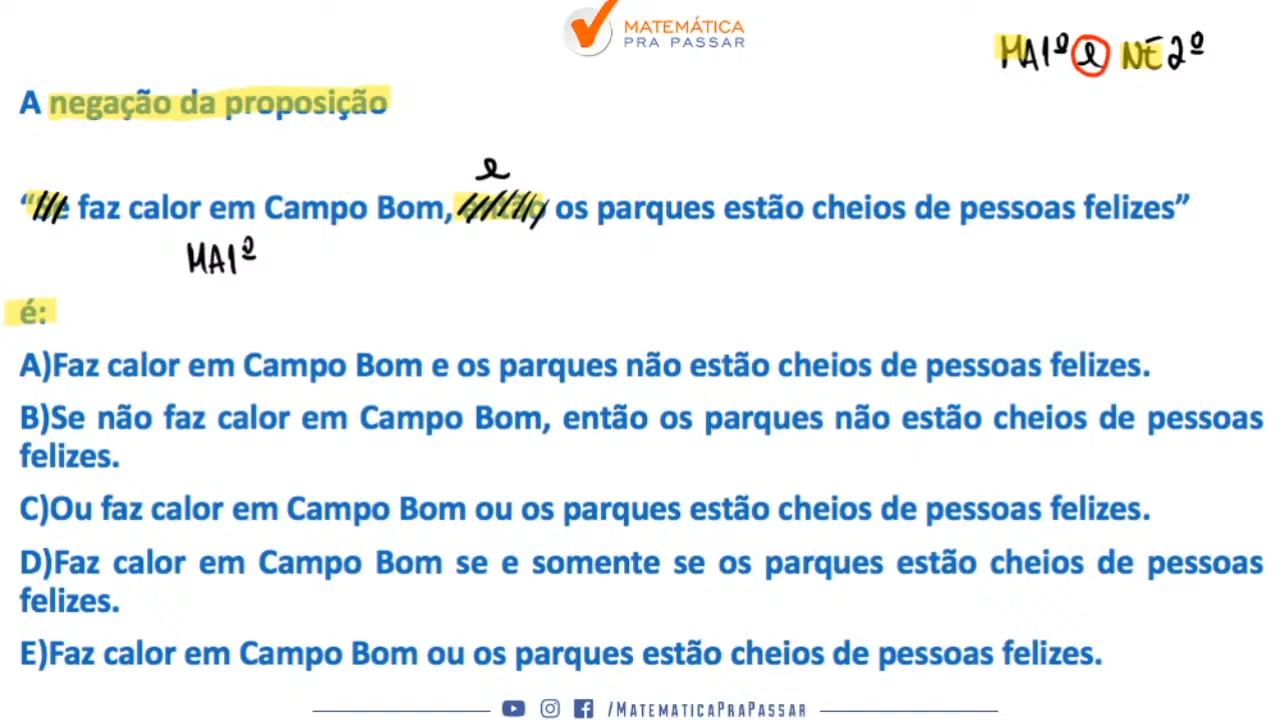 MATEMÁTICA
PRA PASSAR
MA1º e NE2º
A negação da proposição
e
“Se faz calor em Campo Bom, então os parques estão cheios de pessoas felizes”
MA1º
é:
A)Faz calor em Campo Bom e os parques não estão cheios de pessoas felizes.
B)Se não faz calor em Campo Bom, então os parques não estão cheios de pessoas
felizes.
C)Ou faz calor em Campo Bom ou os parques estão cheios de pessoas felizes.
D)Faz calor em Campo Bom se e somente se os parques estão cheios de pessoas
felizes.
E)Faz calor em Campo Bom ou os parques estão cheios de pessoas felizes.
/MATEMATICAPRAPASSAR